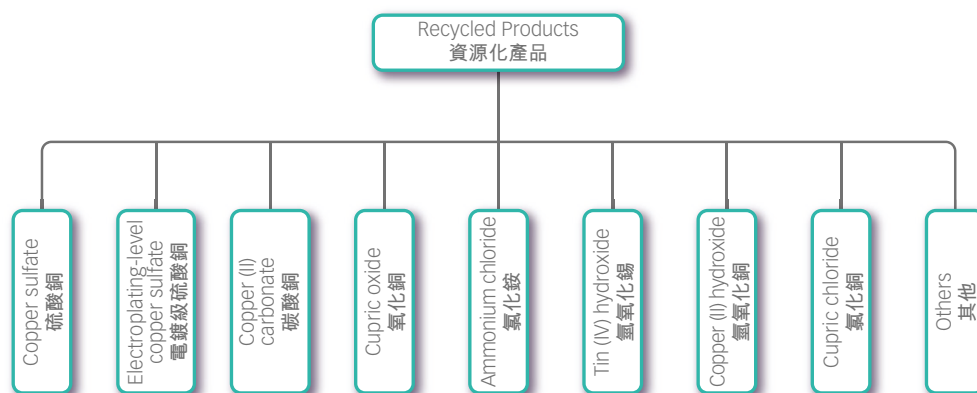 Recycled Products
資源化產品
Copper sulfate
硫酸銅
Electroplating-level
copper sulfate
電鍍級硫酸銅
Copper (II)
carbonate
碳酸銅
Cupric oxide
氧化銅
Ammonium chloride
氯化銨
Tin (IV) hydroxide
氫氧化錫
Copper (II) hydroxide
氫氧化銅
Cupric chloride
氯化銅
Others
其他